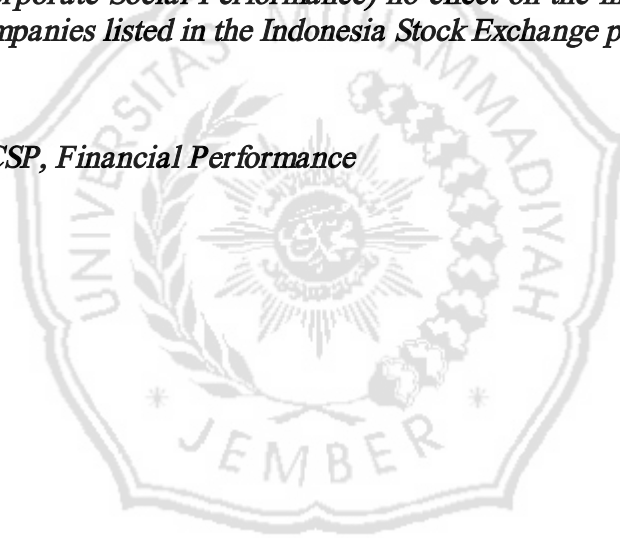 Corporate Social Performance) no effect on the
mpanies listed in the Indonesia Stock Exchange p
CSP, Financial Performance
UNIVERSITAS MUHAMMADIYAH
JEMBER